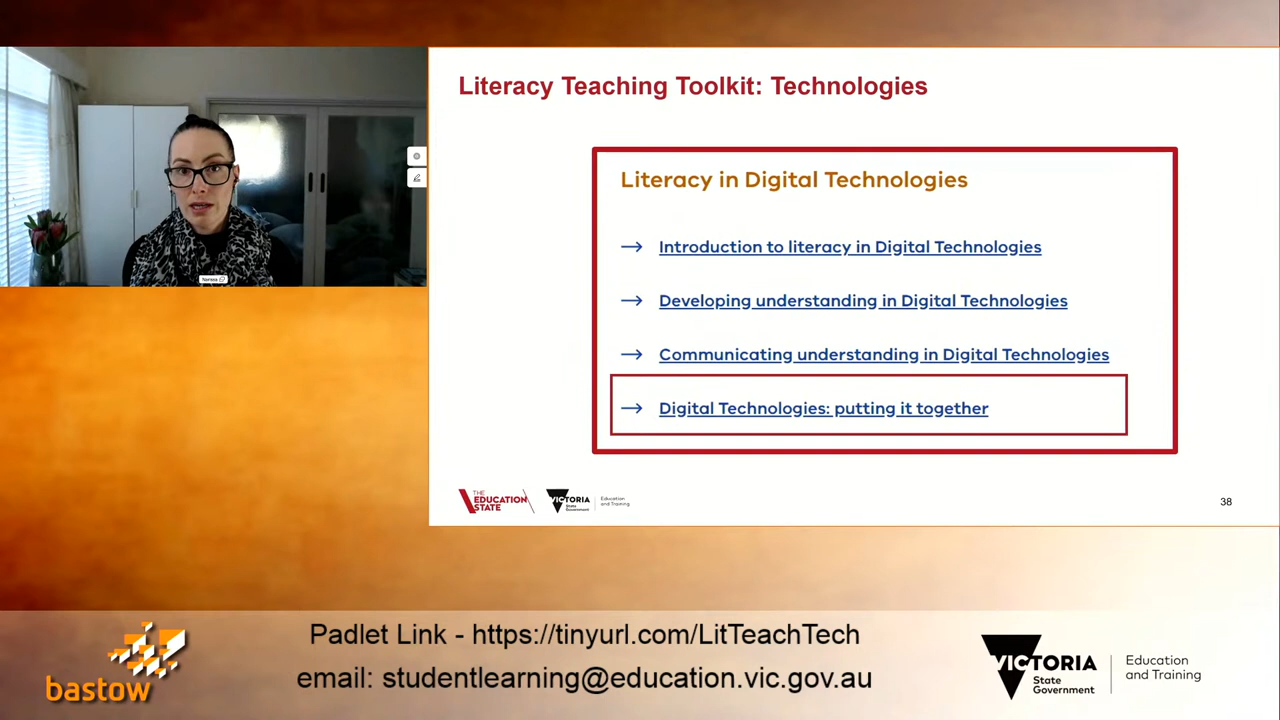 Literacy Teaching Toolkit: Technologies
Literacy in Digital Technologies
→ Introduction to literacy in Digital Technologies
→ Developing understanding in Digital Technologies
→ Communicating understanding in Digital Technologies
→ Digital Technologies: putting it together
THE
EDUCATION
STATE
VICTORIA
State
Government
Education
and Training
38
Padlet Link - https://tinyurl.com/LitTeachTech
email: studentlearning@education.vic.gov.au
bastow
VICTORIA
State
Government
Education
and Training